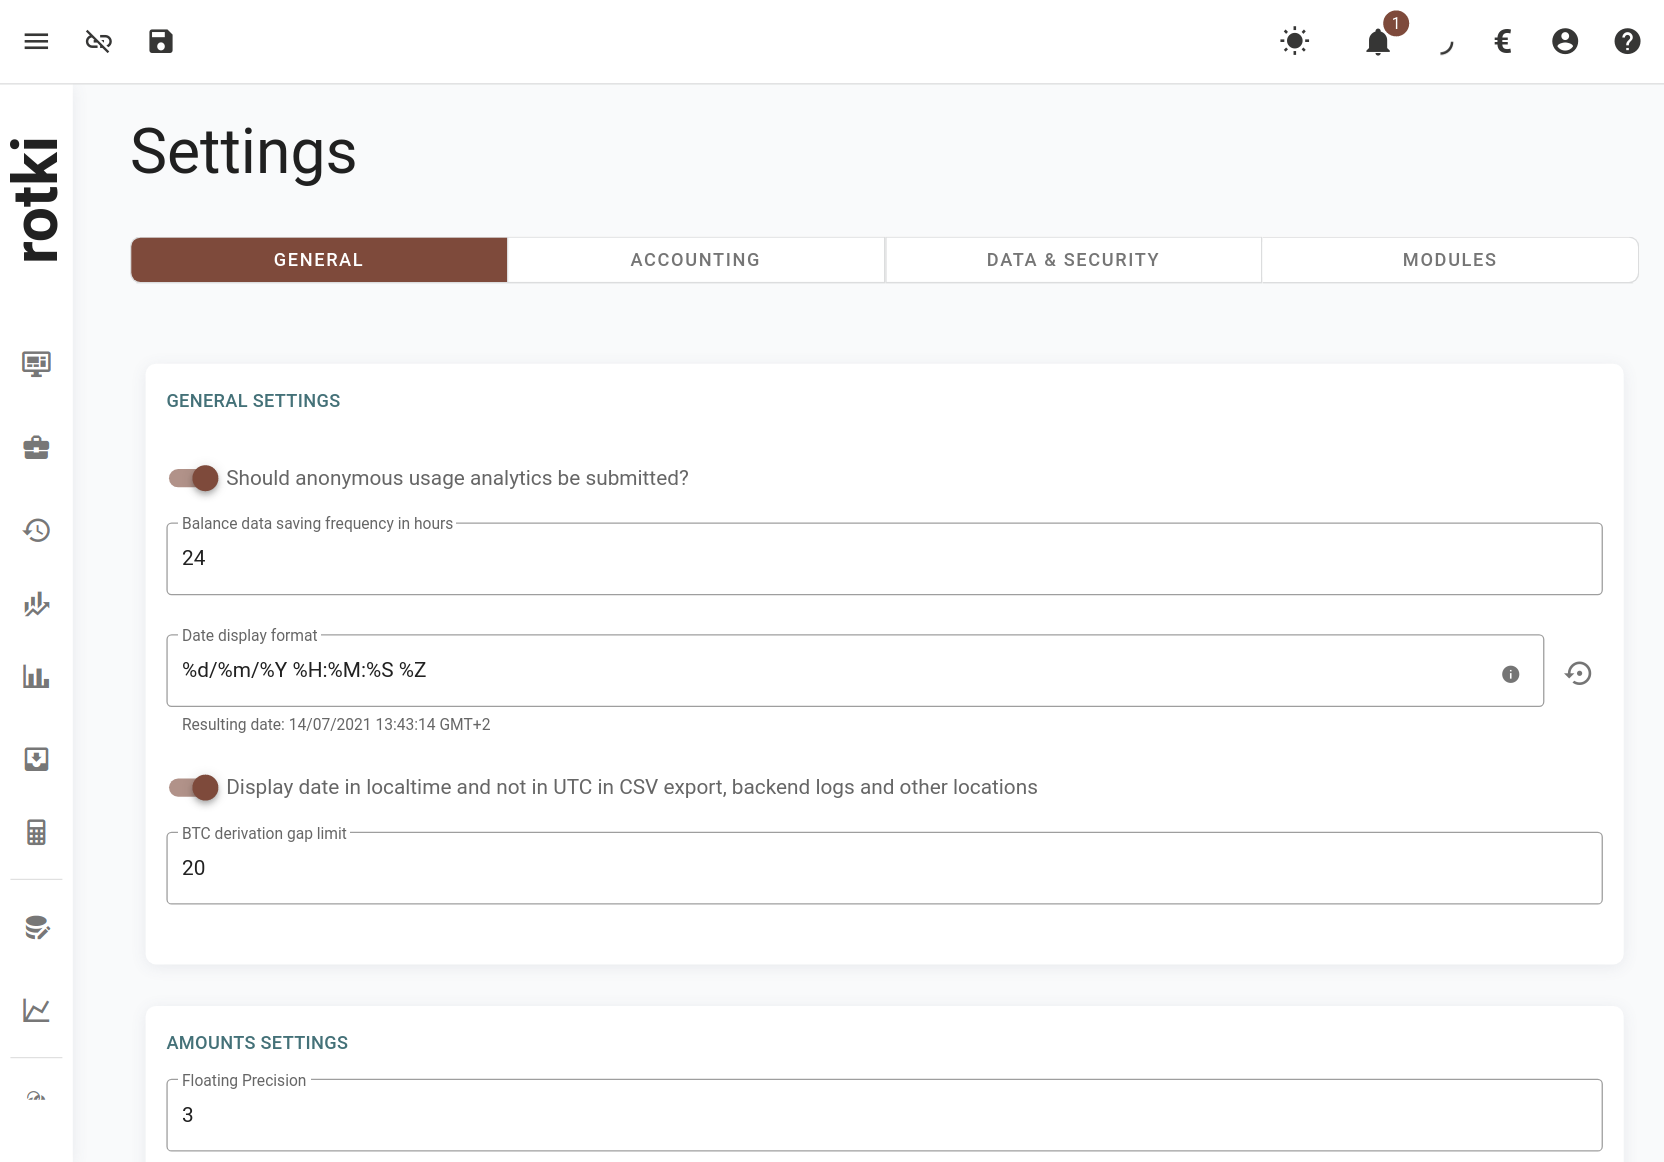 1
€
rotki
Settings
GENERAL
ACCOUNTING
DATA & SECURITY
MODULES
GENERAL SETTINGS
Should anonymous usage analytics be submitted?
Balance data saving frequency in hours
24
Date display format
%d/%m/%Y %H:%M:%S %Z
Resulting date: 14/07/2021 13:43:14 GMT+2
Display date in localtime and not in UTC in CSV export, backend logs and other locations
BTC derivation gap limit
20
AMOUNTS SETTINGS
Floating Precision
3